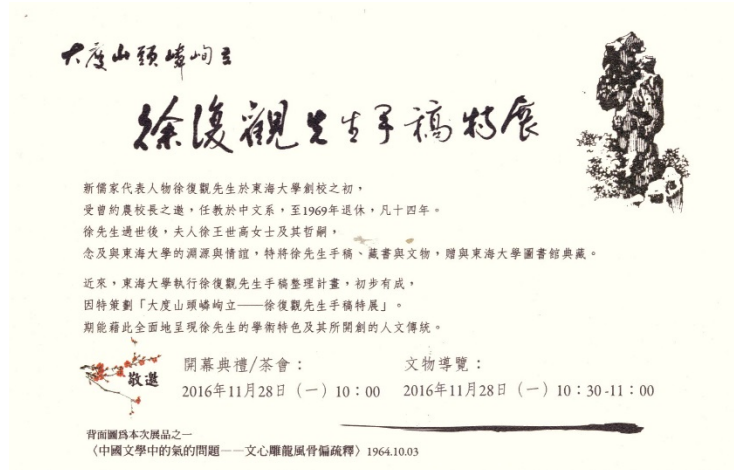 大度山頭嶙峋立
徐復觀先生手稿特展
新儒家代表人物徐復觀先生於東海大學創校之初，
受曾約農校長之邀，任教於中文系，至1969年退休，凡十四年。
徐先生過世後，夫人徐王世高女士及其哲嗣，
念及與東海大學的淵源與情誼，特將徐先生手稿、藏書與文物，贈與東海大學圖書館典藏。
近來，東海大學執行徐復觀先生手稿整理計畫，初步有成，
因特策劃「大度山頭嶙峋立——徐復觀先生手稿特展」。
期能藉此全面地呈現徐先生的學術特色及其所開創的人文傳統。
敬邀
開幕典禮/茶會：
2016年11月28日（一）10：00
文物導覽：
2016年11月28日（一）10：30-11：00
背面圖爲本次展品之一
〈中國文學中的氣的問題——文心雕龍風骨偏疏釋〉1964.10.03